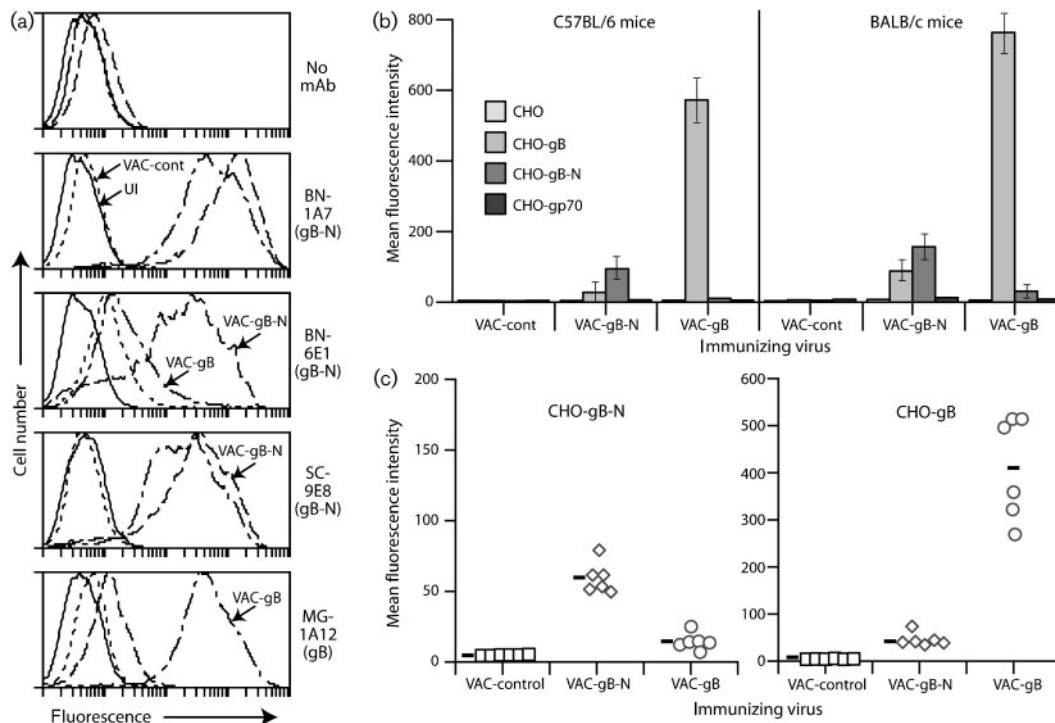 (a)
No
mAb
VAC-cont
UI
BN-
1A7
(gB-N)
VAC-gB-N
VAC-gB
BN-
6E1
(gB-N)
VAC-gB-N
SC-
9E8
(gB-N)
VAC-gB
MG-
1A12
(gB)
Cell number
Fluorescence
(b)
C57BL/6 mice
BALB/c mice
CHO
CHO-gB
CHO-gB-N
CHO-gp70
Mean fluorescence intensity
800
600
400
200
0
VAC-cont
VAC-gB-N
VAC-gB
VAC-cont
VAC-gB-N
VAC-gB
Immunizing virus
(c)
CHO-gB-N
Mean fluorescence intensity
200
150
100
50
0
VAC-control
VAC-gB-N
VAC-gB
CHO-gB
600
500
400
300
200
100
0
VAC-control
VAC-gB-N
VAC-gB
Immunizing virus